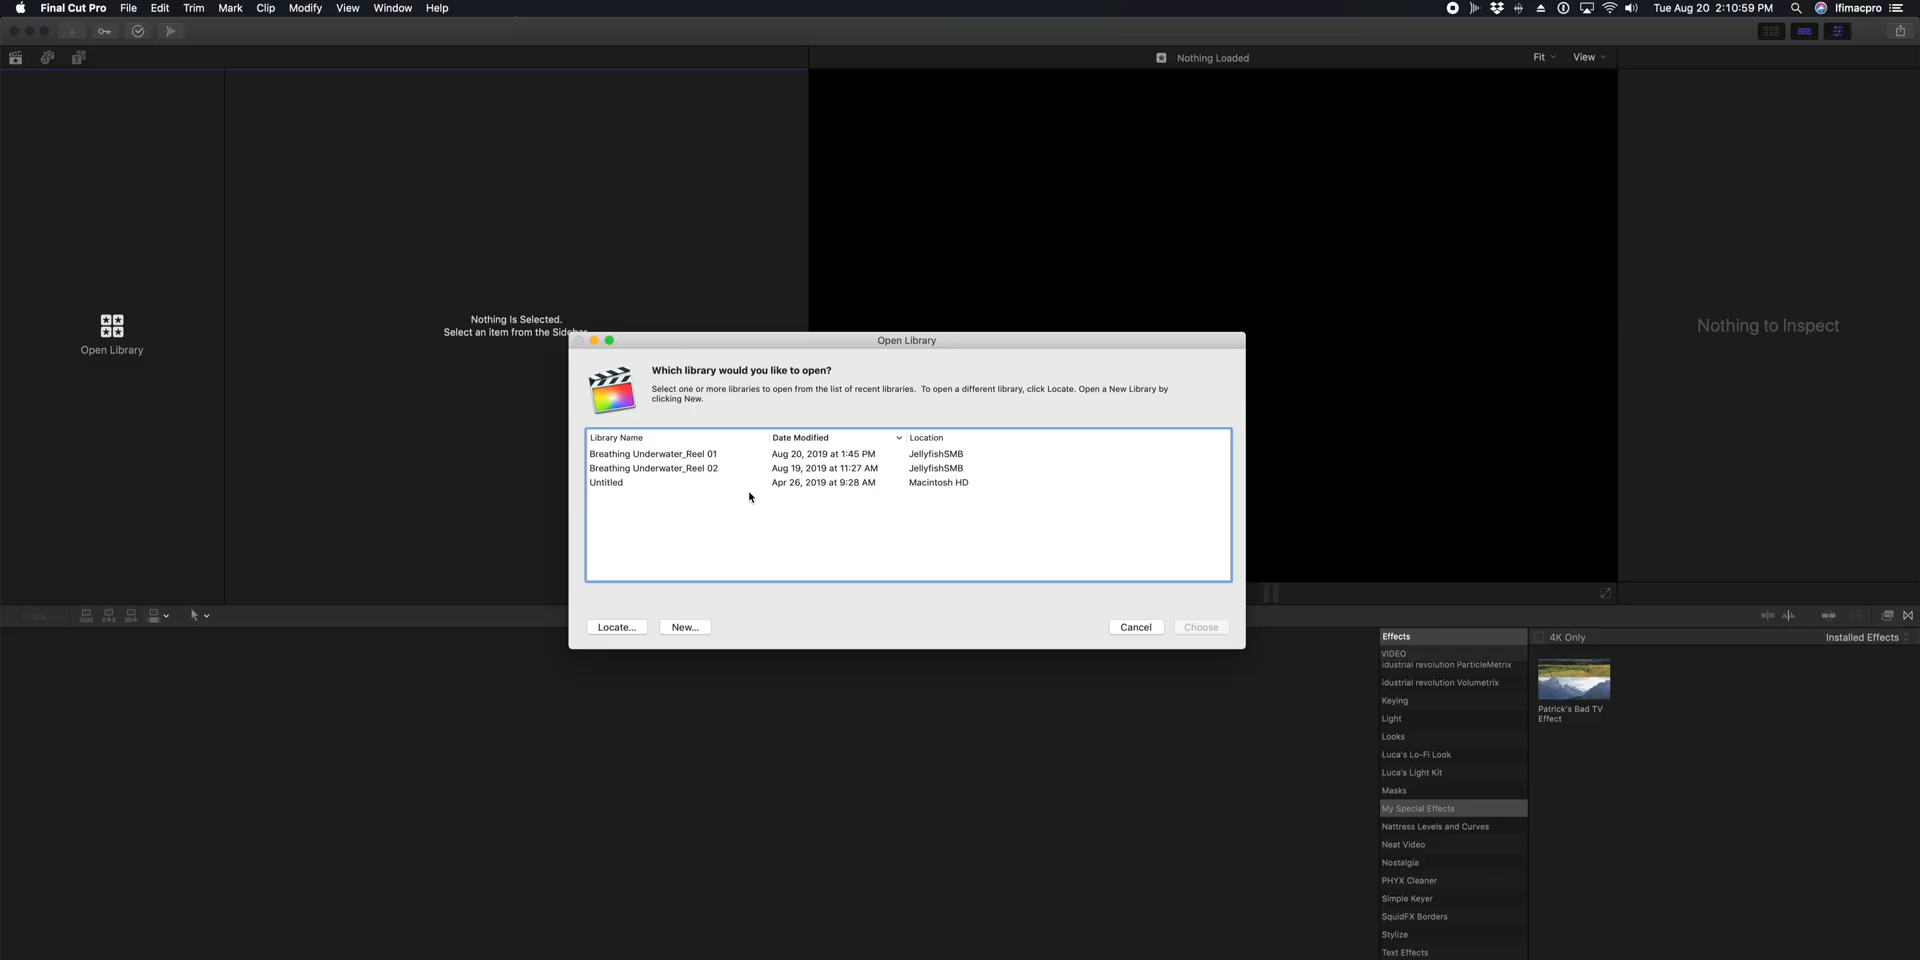 Final Cut Pro File Edit Trim Mark Clip Modify View Window Help
Tue Aug 20 2:10:59 PM lfimacpro
Nothing Loaded
Fit View
Open Library
Nothing Is Selected.
Select an item from the Sidebar
Nothing to Inspect
Open Library
Which library would you like to open?
Select one or more libraries to open from the list of recent libraries. To open a different library, click Locate. Open a New Library by
clicking New.
Library Name Date Modified Location
Breathing Underwater_Reel 01 Aug 20, 2019 at 1:45 PM JellyfishSMB
Breathing Underwater_Reel 02 Aug 19, 2019 at 11:27 AM JellyfishSMB
Untitled Apr 26, 2019 at 9:28 AM Macintosh HD
Locate... New... Cancel Choose
Index
Effects
4K Only
Installed Effects
VIDEO
idustrial revolution ParticleMetrix
idustrial revolution Volumetrix
Keying
Light
Looks
Luca's Lo-Fi Look
Luca's Light Kit
Masks
My Special Effects
Nattress Levels and Curves
Neat Video
Nostalgia
PHYX Cleaner
Simple Keyer
SquidFX Borders
Stylize
Text Effects
Patrick's Bad TV
Effect